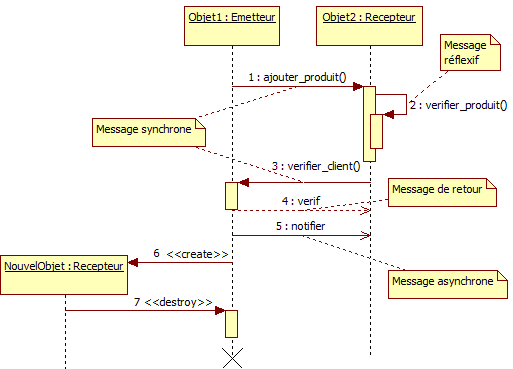 Objet1 : Emetteur
Objet2 : Recepteur
Message
réflexif
1 : ajouter_produit()
2 : verifier_produit()
Message synchrone
3 : verifier_client()
Message de retour
4 : verif
5 : notifier
6 <<create>>
NouvelObjet : Recepteur
Message asynchrone
7 <<destroy>>